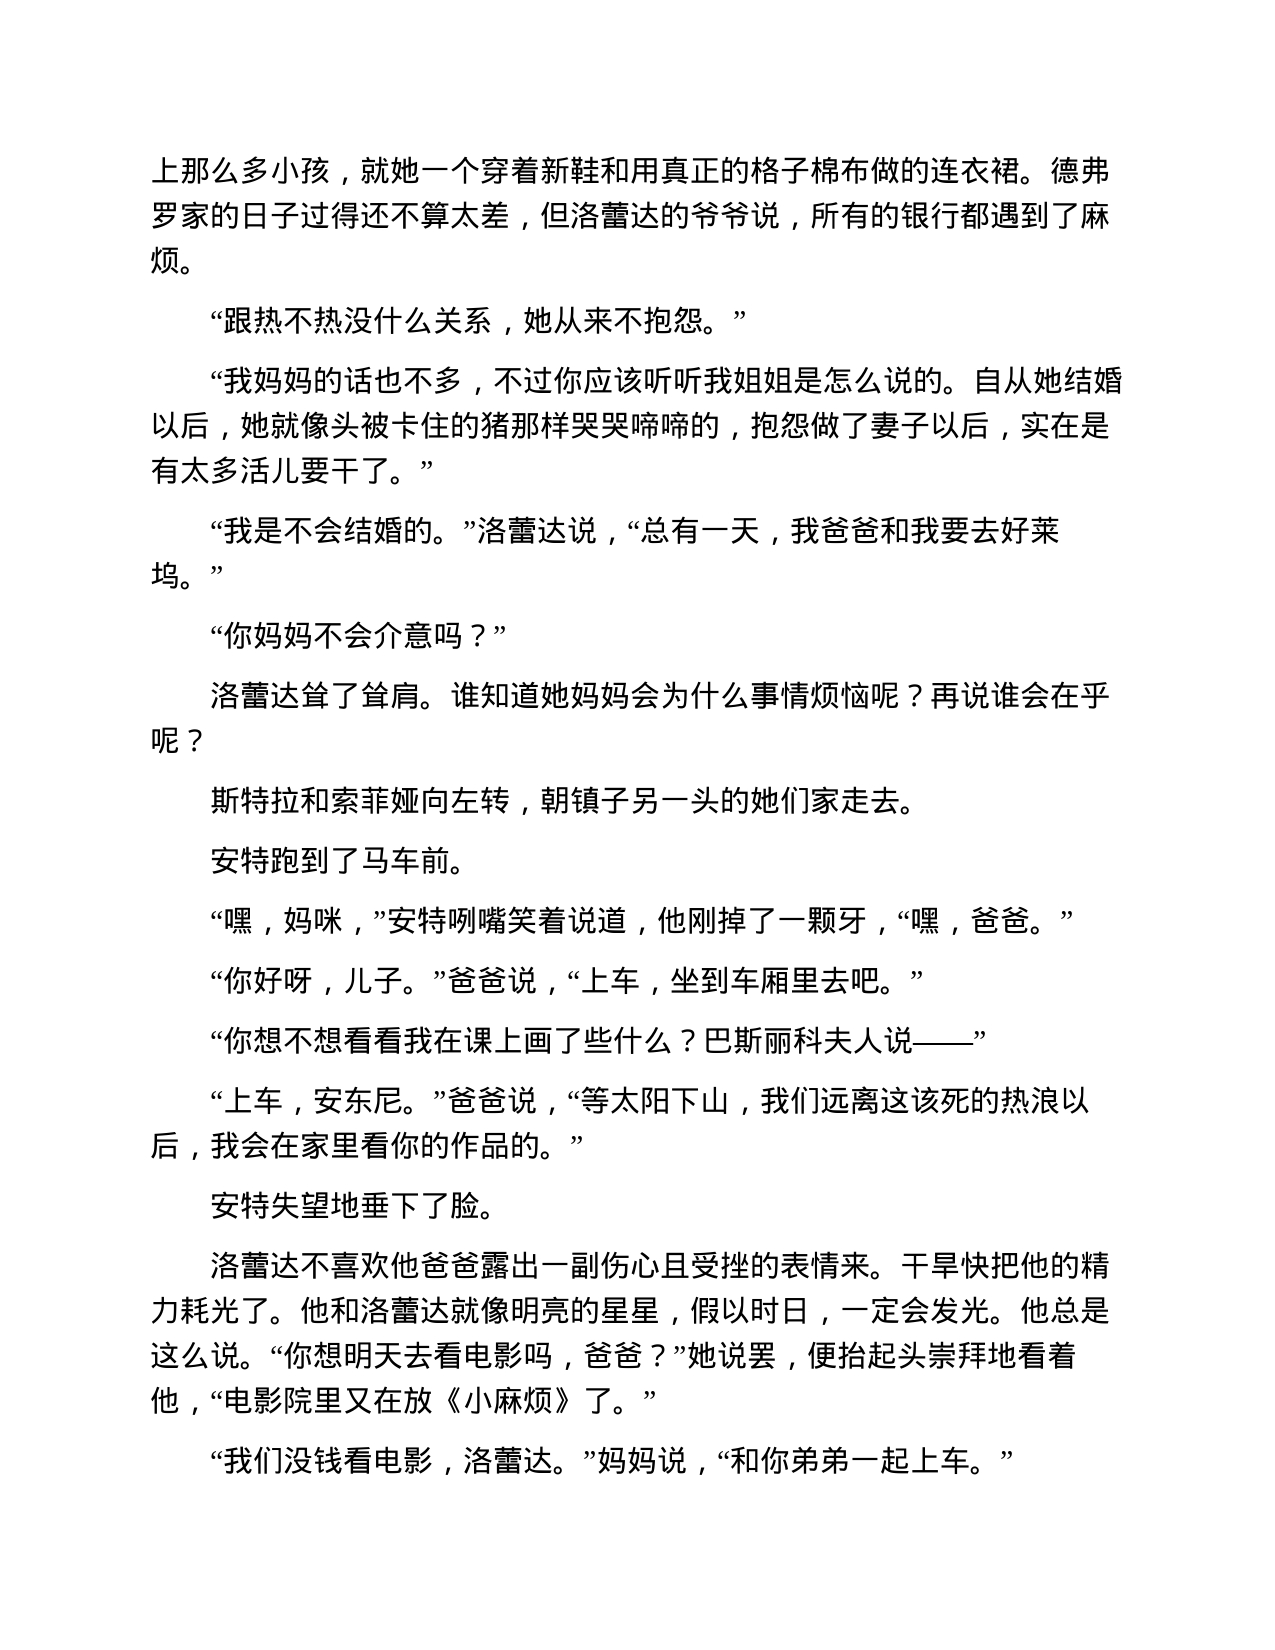 上那么多小孩，就她一个穿着新鞋和用真正的格子棉布做的连衣裙。德弗
罗家的日子过得还不算太差，但洛蕾达的爷爷说，所有的银行都遇到了麻
烦。
“跟热不热没什么关系，她从来不抱怨。”
“我妈妈的话也不多，不过你应该听听我姐姐是怎么说的。自从她结婚
以后，她就像头被卡住的猪那样哭哭啼啼的，抱怨做了妻子以后，实在是
有太多活儿要干了。”
“我是不会结婚的。”洛蕾达说，“总有一天，我爸爸和我要去好莱
坞。”
“你妈妈不会介意吗？”
洛蕾达耸了耸肩。谁知道她妈妈会为什么事情烦恼呢？再说谁会在乎
呢？
斯特拉和索菲娅向左转，朝镇子另一头的她们家走去。
安特跑到了马车前。
“嘿，妈咪，”安特咧嘴笑着说道，他刚掉了一颗牙，“嘿，爸爸。”
“你好呀，儿子。”爸爸说，“上车，坐到车厢里去吧。”
“你想不想看看我在课上画了些什么？巴斯丽科夫人说——”
“上车，安东尼。”爸爸说，“等太阳下山，我们远离这该死的热浪以
后，我会在家里看你的作品的。”
安特失望地垂下了脸。
洛蕾达不喜欢他爸爸露出一副伤心且受挫的表情来。干旱快把他的精
力耗光了。他和洛蕾达就像明亮的星星，假以时日，一定会发光。他总是
这么说。“你想明天去看电影吗，爸爸？”她说罢，便抬起头崇拜地看着
他，“电影院里又在放《小麻烦》了。”
“我们没钱看电影，洛蕾达。”妈妈说，“和你弟弟一起上车。”